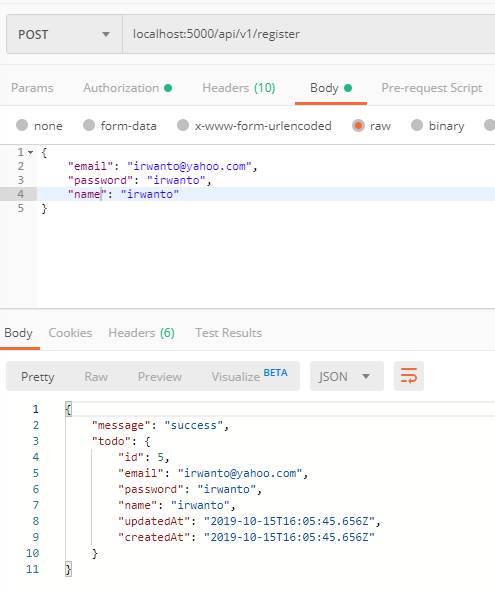 POST localhost:5000/api/v1/register
Params Authorization Headers (10) Body Pre-request Script
none form-data x-www-form-urlencoded raw binary
1 {
2 "email": "irwanto@yahoo.com",
3 "password": "irwanto",
4 "name": "irwanto"
5 }
Body Cookies Headers (6) Test Results
Pretty Raw Preview Visualize BETA JSON
1 {
2 "message": "success",
3 "todo": {
4 "id": 5,
5 "email": "irwanto@yahoo.com",
6 "password": "irwanto",
7 "name": "irwanto",
8 "updatedAt": "2019-10-15T16:05:45.656Z",
9 "createdAt": "2019-10-15T16:05:45.656Z"
10 }
11 }